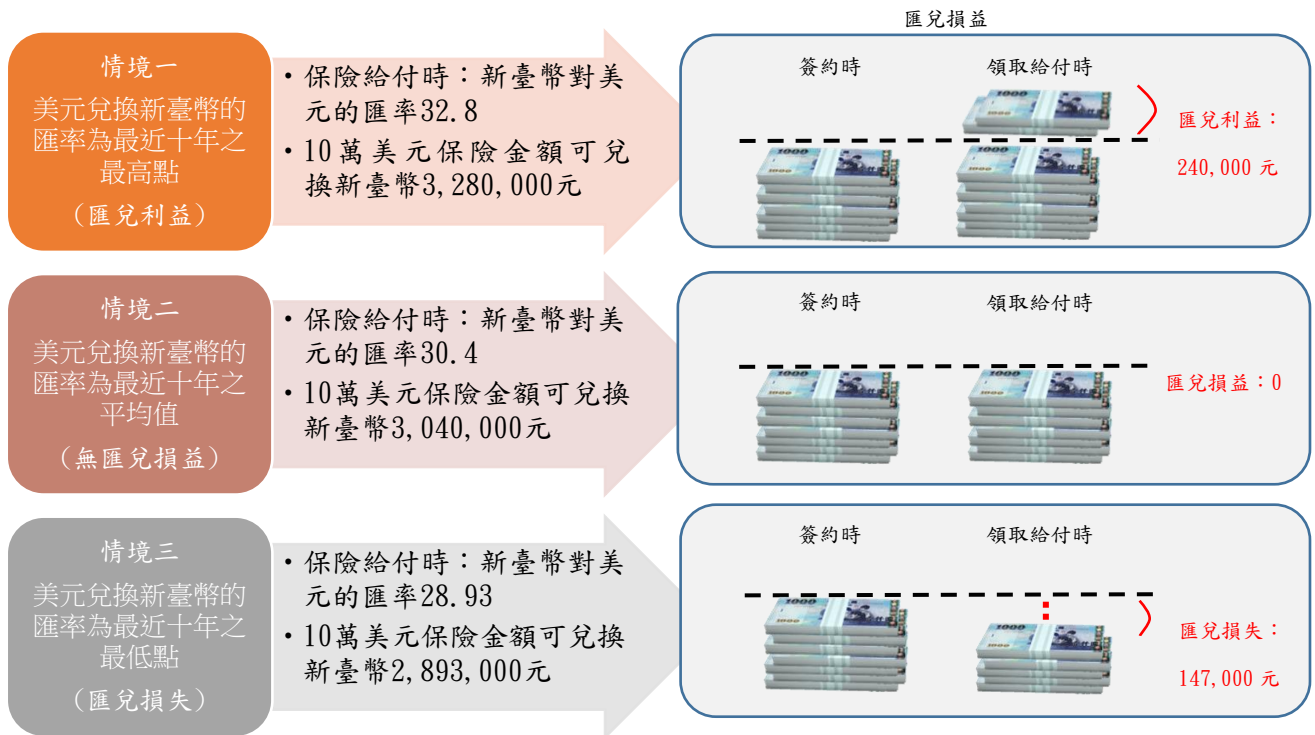 匯兌損益
情境一
美元兌換新臺幣的
匯率為最近十年之
最高點
(匯兌利益)
・保險給付時：新臺幣對美
元的匯率32.8
・10萬美元保險金額可兌
換新臺幣3,280,000元
簽約時
領取給付時
匯兌利益：
240,000 元
情境二
美元兌換新臺幣的
匯率為最近十年之
平均值
(無匯兌損益)
・保險給付時：新臺幣對美
元的匯率30.4
・10萬美元保險金額可兌換
新臺幣3,040,000元
簽約時
領取給付時
匯兌損益：0
情境三
美元兌換新臺幣的
匯率為最近十年之
最低點
(匯兌損失)
・保險給付時：新臺幣對美
元的匯率28.93
・10萬美元保險金額可兌換
新臺幣2,893,000元
簽約時
領取給付時
匯兌損失：
147,000 元